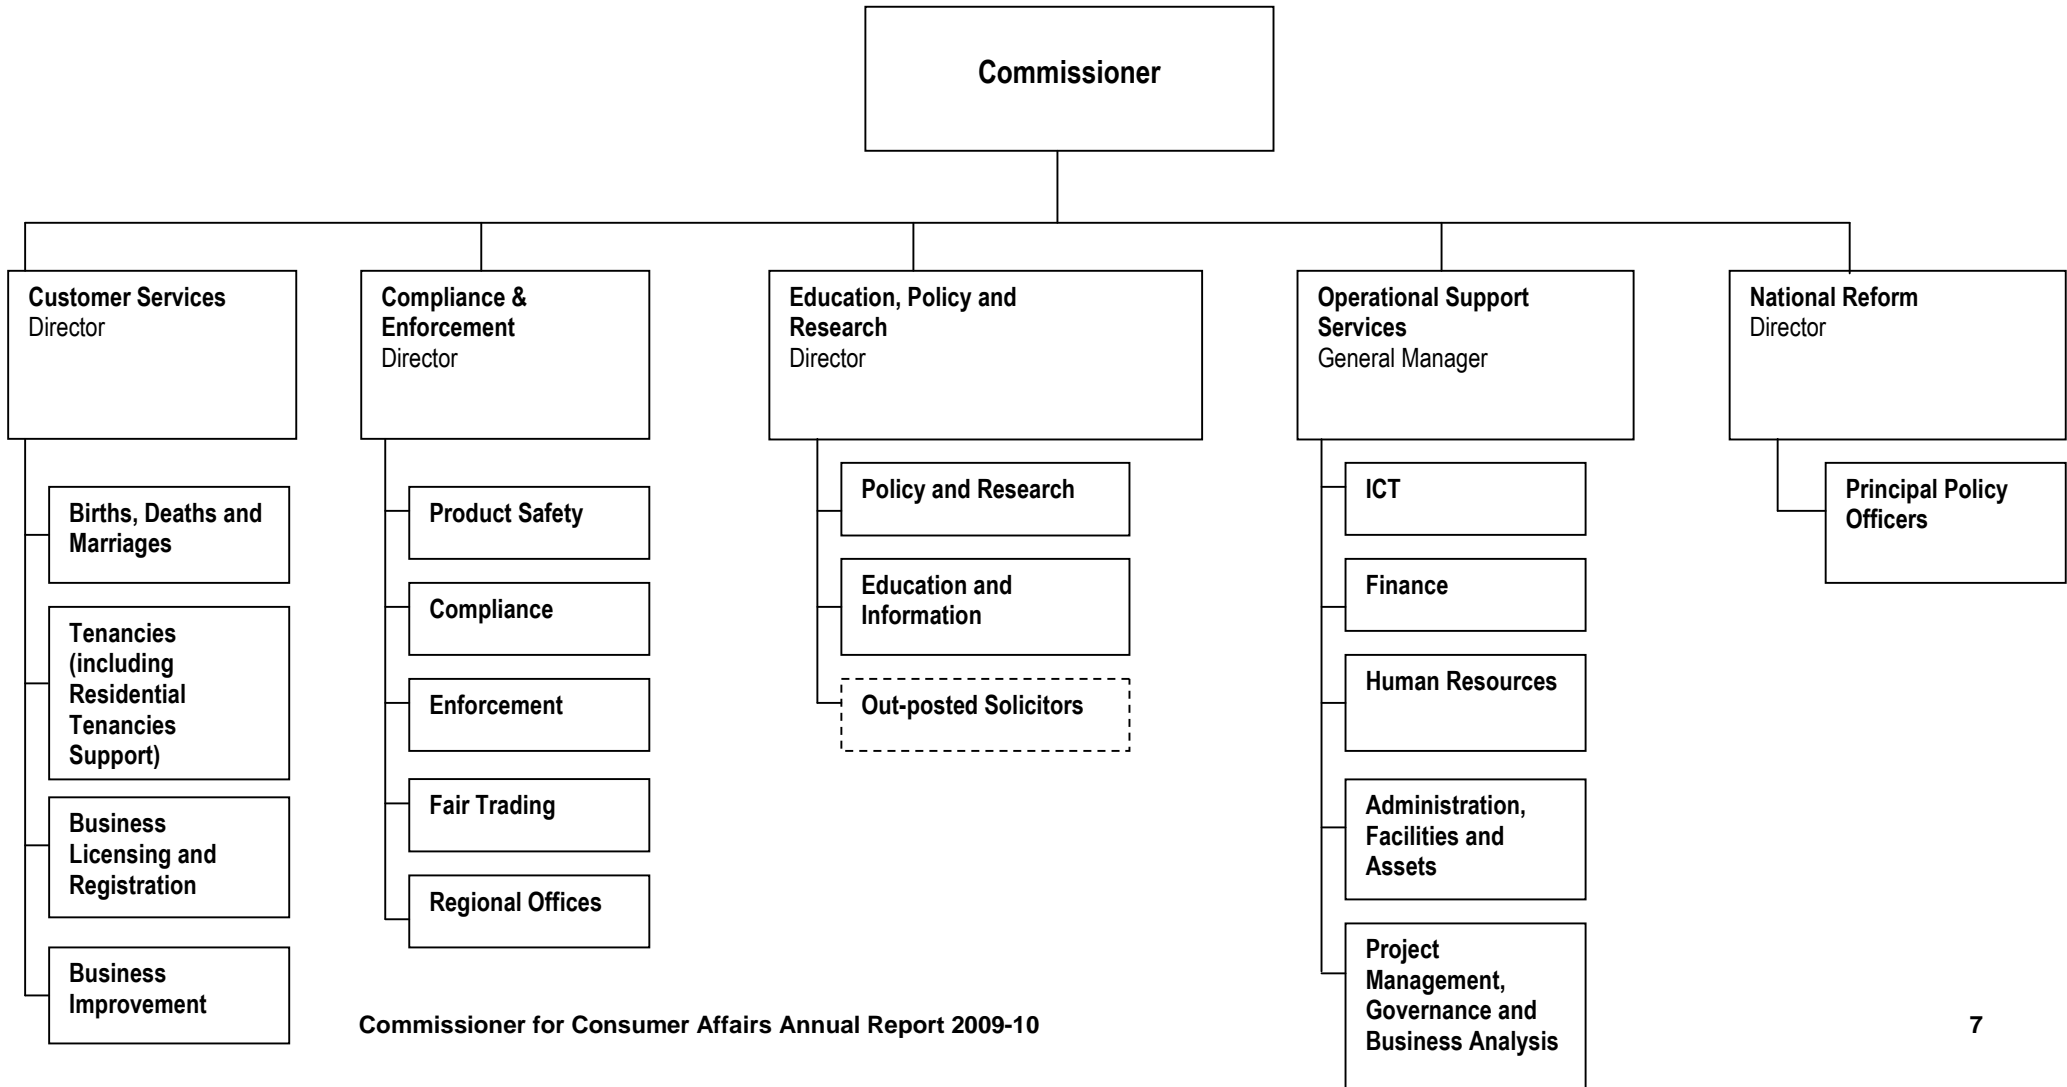 Commissioner
Customer Services
Director
Compliance &
Enforcement
Director
Education, Policy and
Research
Director
Operational Support
Services
General Manager
National Reform
Director
Births, Deaths and
Marriages
Tenancies
(including
Residential
Tenancies
Support)
Business
Licensing and
Registration
Business
Improvement
Product Safety
Compliance
Enforcement
Fair Trading
Regional Offices
Policy and Research
Education and
Information
Out-posted Solicitors
ICT
Finance
Human Resources
Administration,
Facilities and
Assets
Project
Management,
Governance and
Business Analysis
Principal Policy
Officers
Commissioner for Consumer Affairs Annual Report 2009-10
7